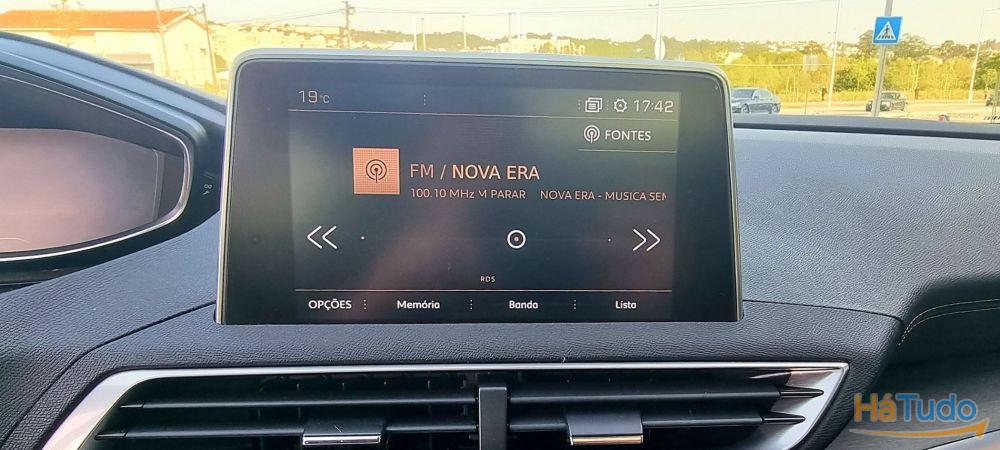 19°C
17:42
FONTES
FM / NOVA ERA
100.10 MHz M PARAR NOVA ERA - MUSICA SEM
RDS
OPÇÕES Memória Banda Lista
HáTudo